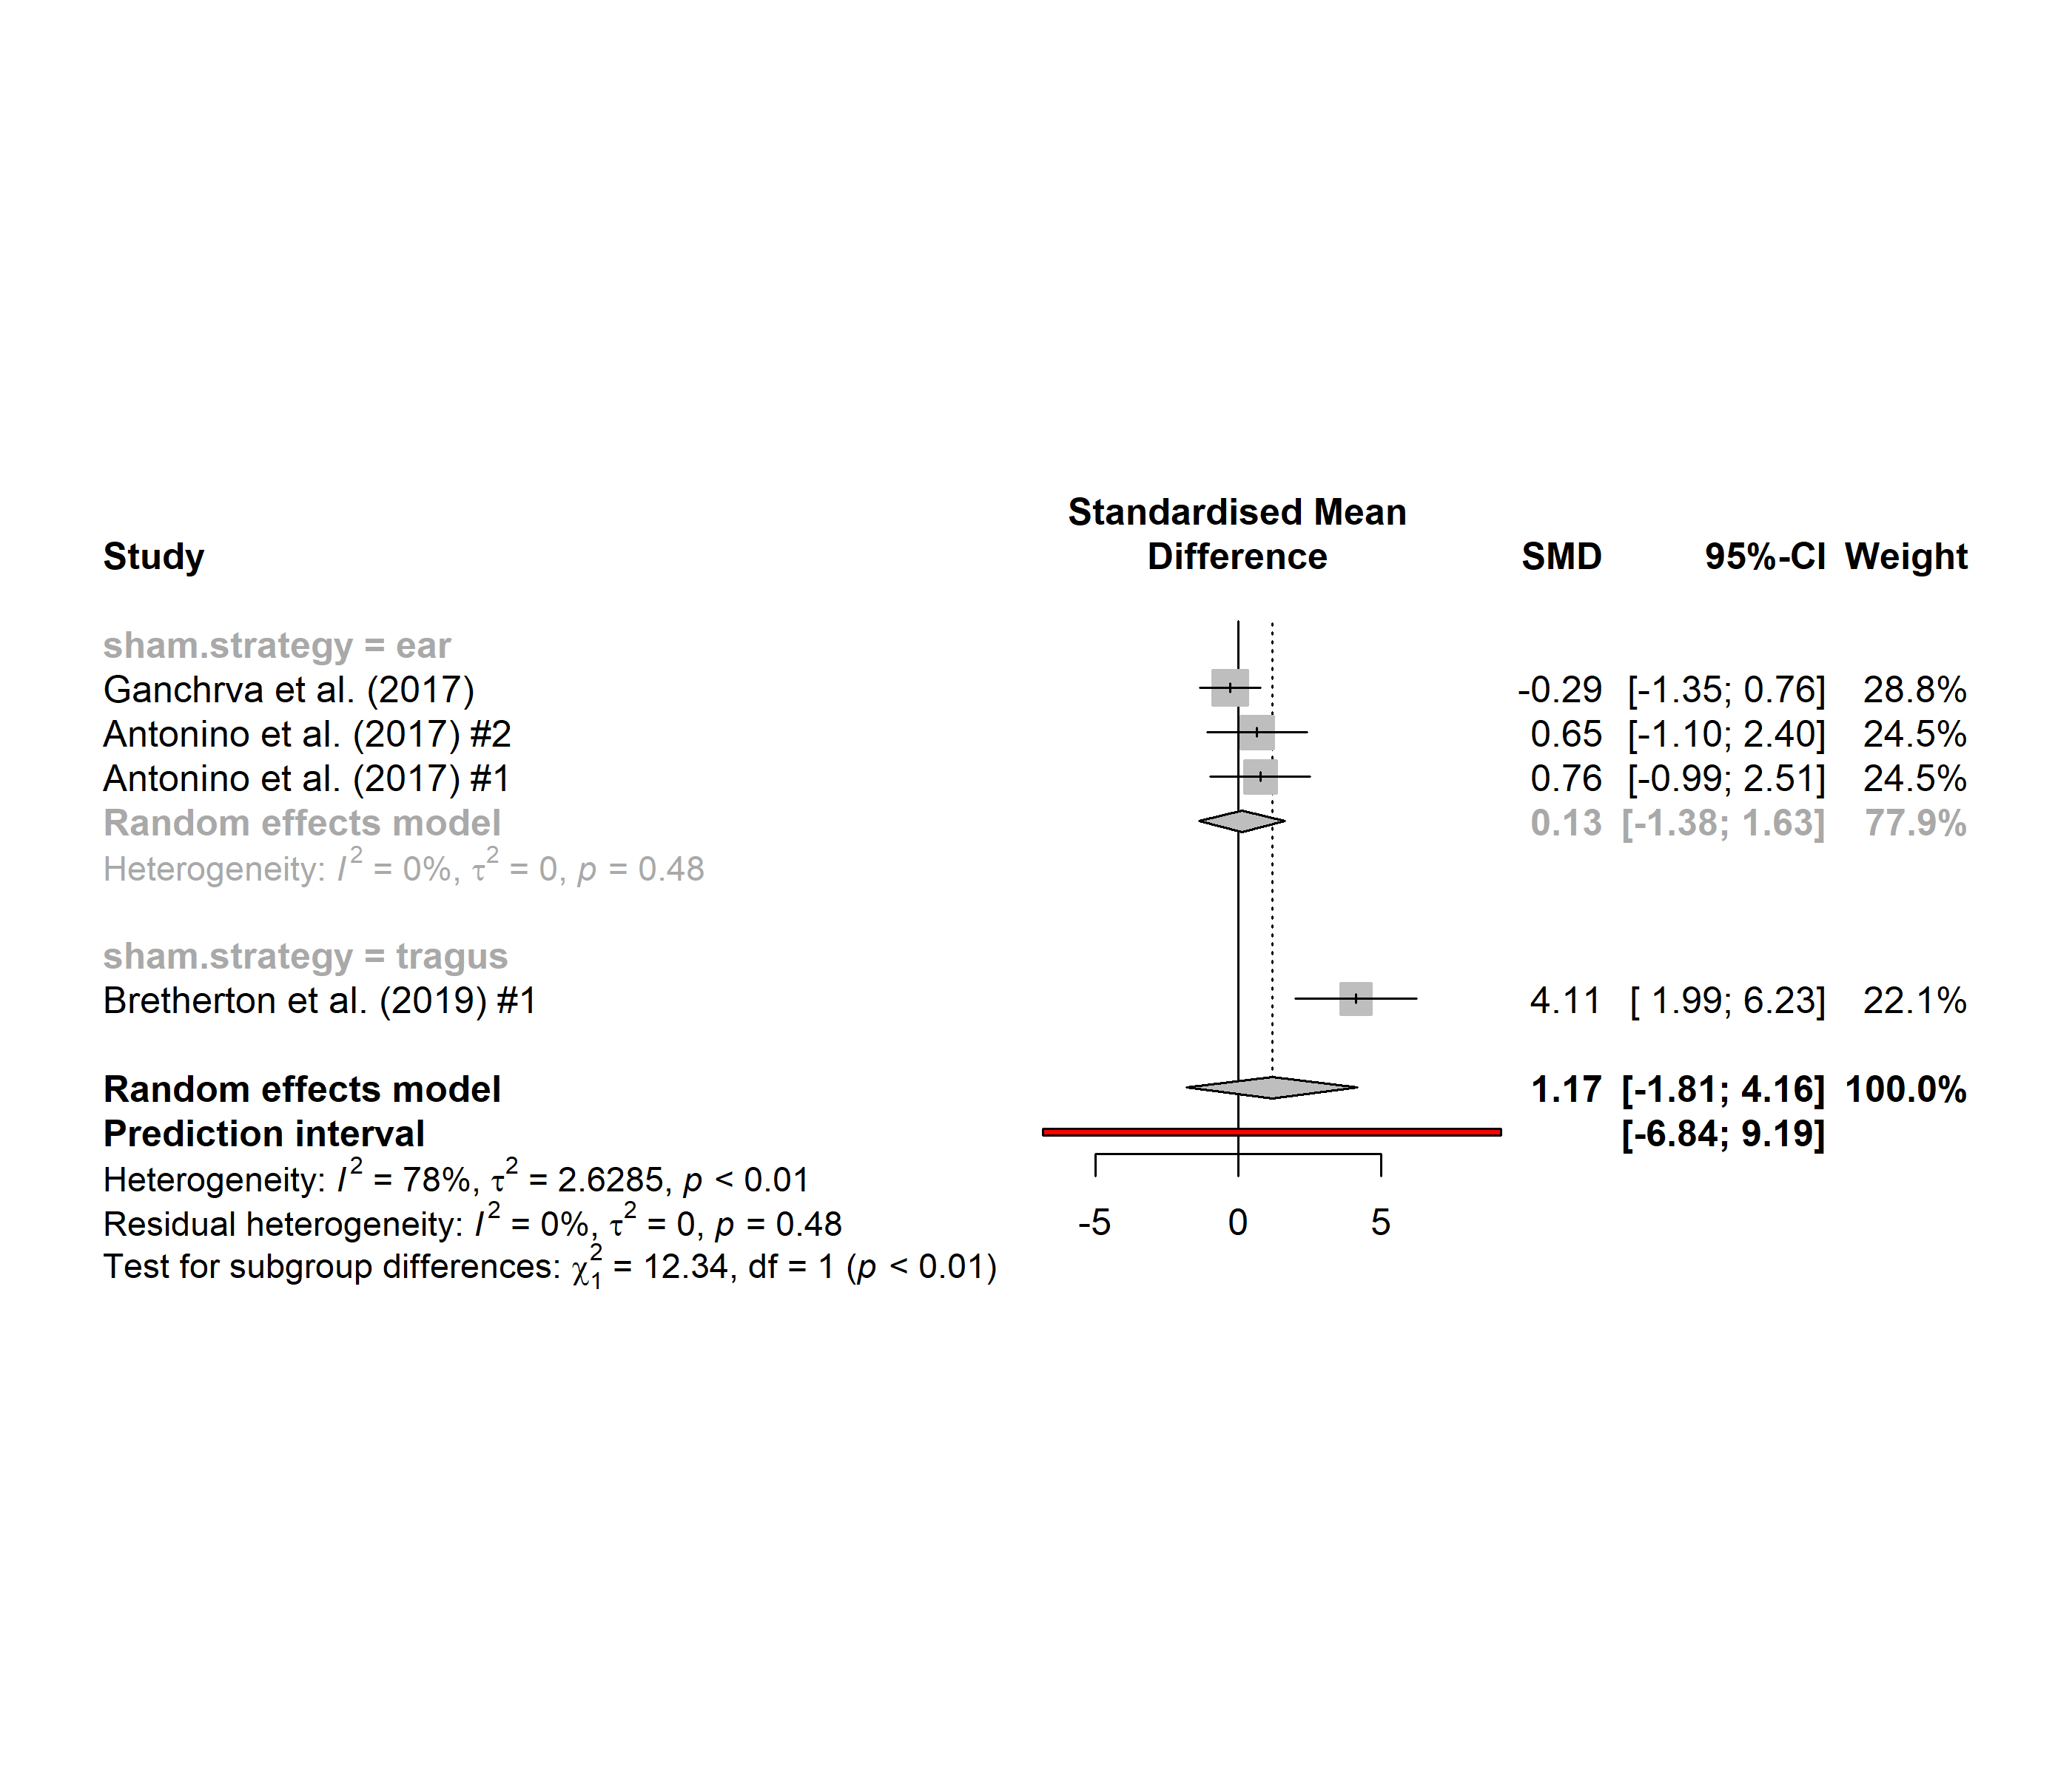 Standardised Mean
Study Difference SMD 95%-CI Weight
sham.strategy = ear
Ganchrva et al. (2017) -0.29 [-1.35; 0.76] 28.8%
Antonino et al. (2017) #2 0.65 [-1.10; 2.40] 24.5%
Antonino et al. (2017) #1 0.76 [-0.99; 2.51] 24.5%
Random effects model 0.13 [-1.38; 1.63] 77.9%
Heterogeneity: I² = 0%, τ² = 0, p = 0.48
sham.strategy = tragus
Bretherton et al. (2019) #1 4.11 [ 1.99; 6.23] 22.1%
Random effects model 1.17 [-1.81; 4.16] 100.0%
Prediction interval [-6.84; 9.19]
Heterogeneity: I² = 78%, τ² = 2.6285, p < 0.01
Residual heterogeneity: I² = 0%, τ² = 0, p = 0.48
-5 0 5
Test for subgroup differences: χ²₁ = 12.34, df = 1 (p < 0.01)